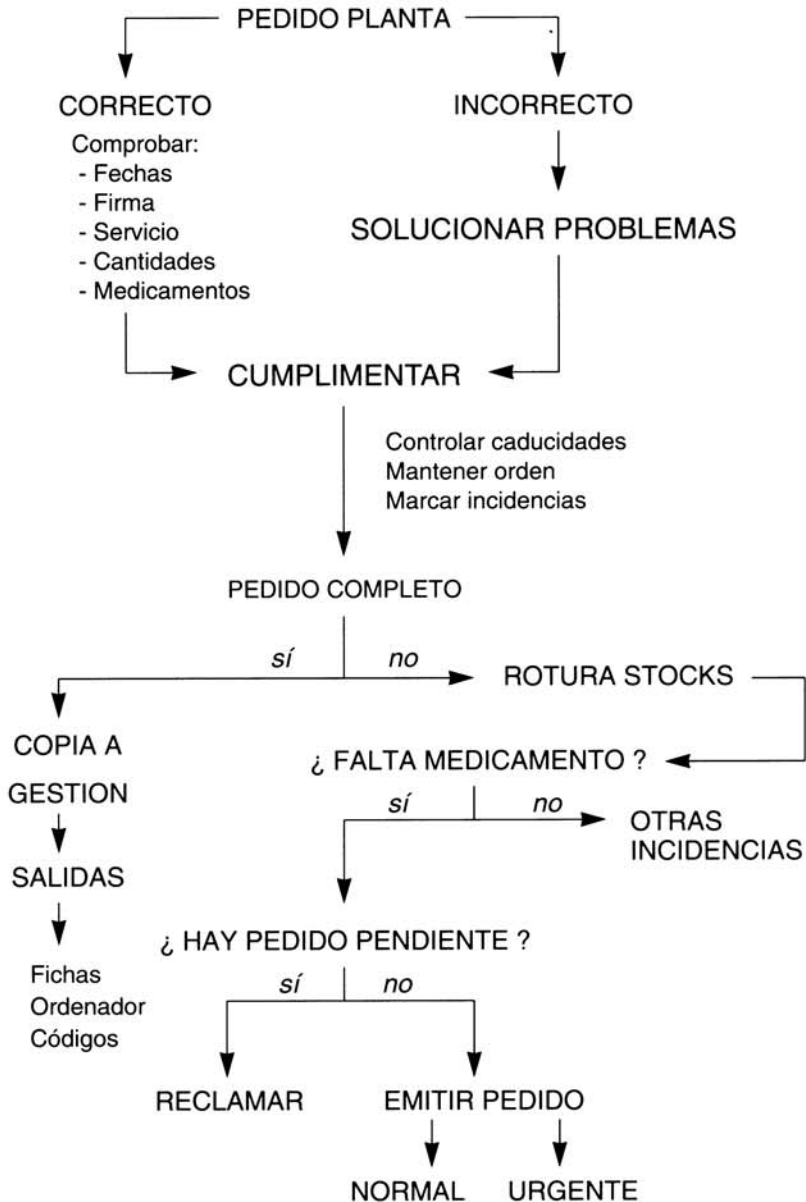 PEDIDO PLANTA
CORRECTO
INCORRECTO
Comprobar:
- Fechas
- Firma
- Servicio
- Cantidades
- Medicamentos
SOLUCIONAR PROBLEMAS
CUMPLIMENTAR
Controlar caducidades
Mantener orden
Marcar incidencias
PEDIDO COMPLETO
sí
no
ROTURA STOCKS
COPIA A
GESTION
SALIDAS
Fichas
Ordenador
Códigos
¿ FALTA MEDICAMENTO ?
sí
no
OTRAS
INCIDENCIAS
¿ HAY PEDIDO PENDIENTE ?
sí
no
RECLAMAR
EMITIR PEDIDO
NORMAL
URGENTE